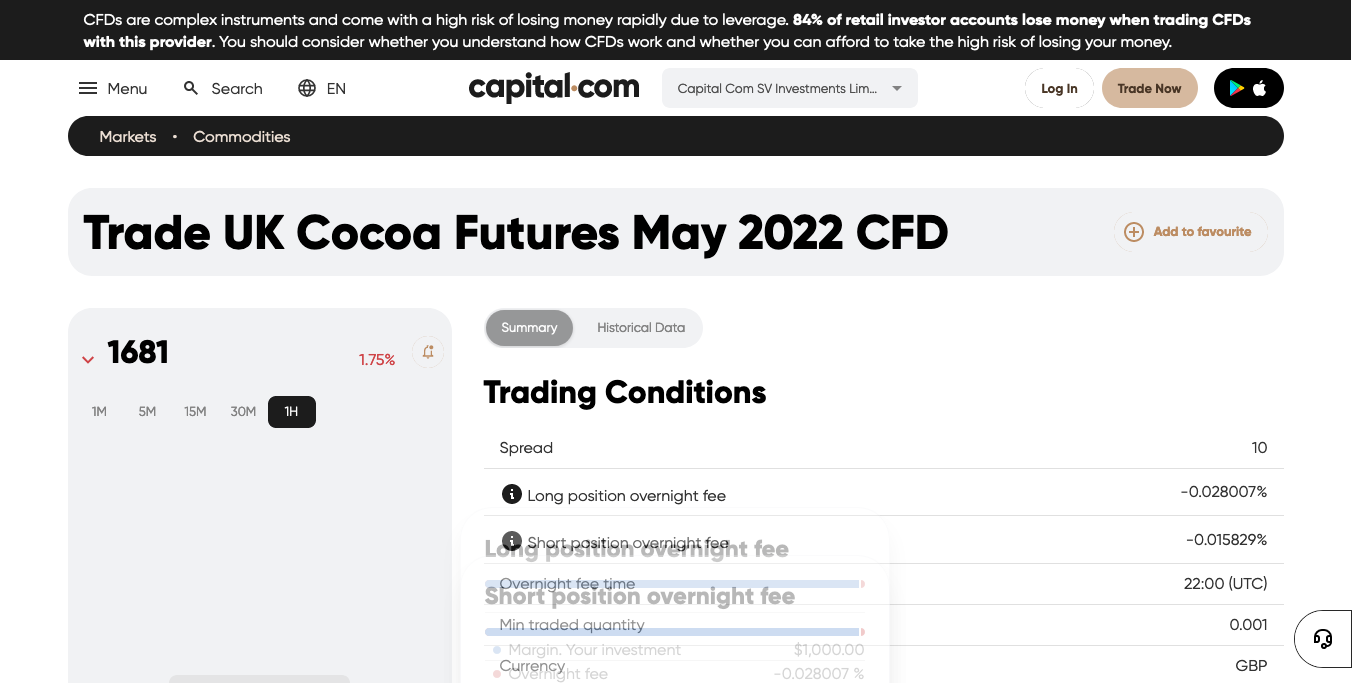 CFDs are complex instruments and come with a high risk of losing money rapidly due to leverage. 84% of retail investor accounts lose money when trading CFDs
with this provider. You should consider whether you understand how CFDs work and whether you can afford to take the high risk of losing your money.
Menu Search EN capital.com Capital Com SV Investments Lim... Log In Trade Now
Markets • Commodities
Trade UK Cocoa Futures May 2022 CFD
Add to favourite
1681 1.75%
1M 5M 15M 30M 1H
Summary Historical Data
Trading Conditions
Spread 10
Long position overnight fee -0.028007%
Short position overnight fee -0.015829%
Long position overnight fee
Overnight fee time 22:00 (UTC)
Short position overnight fee
Min traded quantity 0.001
Margin. Your investment $1,000.00
Currency GBP
Overnight fee -0.028007 %